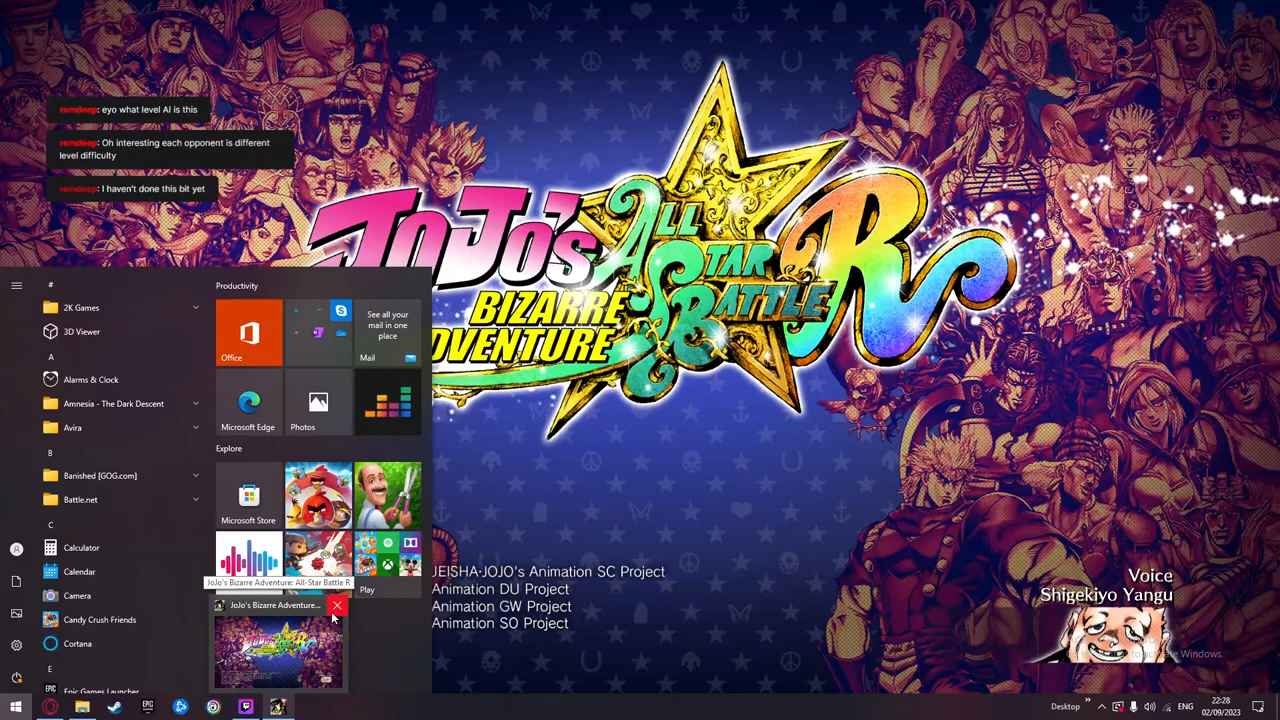 remdeep: eyo what level AI is this
remdeep: Oh interesting each opponent is different
level difficulty
remdeep: I haven't done this bit yet
JoJo's
BIZARRE
ADVENTURE
ALL
STAR
BATTLE
R
#
2K Games
3D Viewer
A
Alarms & Clock
Amnesia - The Dark Descent
Avira
B
Banished [GOG.com]
Battle.net
C
Calculator
Calendar
Camera
Candy Crush Friends
Cortana
E
Epic Games Launcher
Productivity
Office
See all your
mail in one
place
Mail
Microsoft Edge
Photos
Explore
Microsoft Store
Play
JoJo's Bizarre Adventure: All-Star Battle R
JoJo's Bizarre Adventure...
JEISHA·JOJO's Animation SC Project
Animation DU Project
Animation GW Project
Animation SO Project
Voice
Shigekiyo Yangu
Windows.
EPIC
Desktop
ENG
22:28
02/09/2023